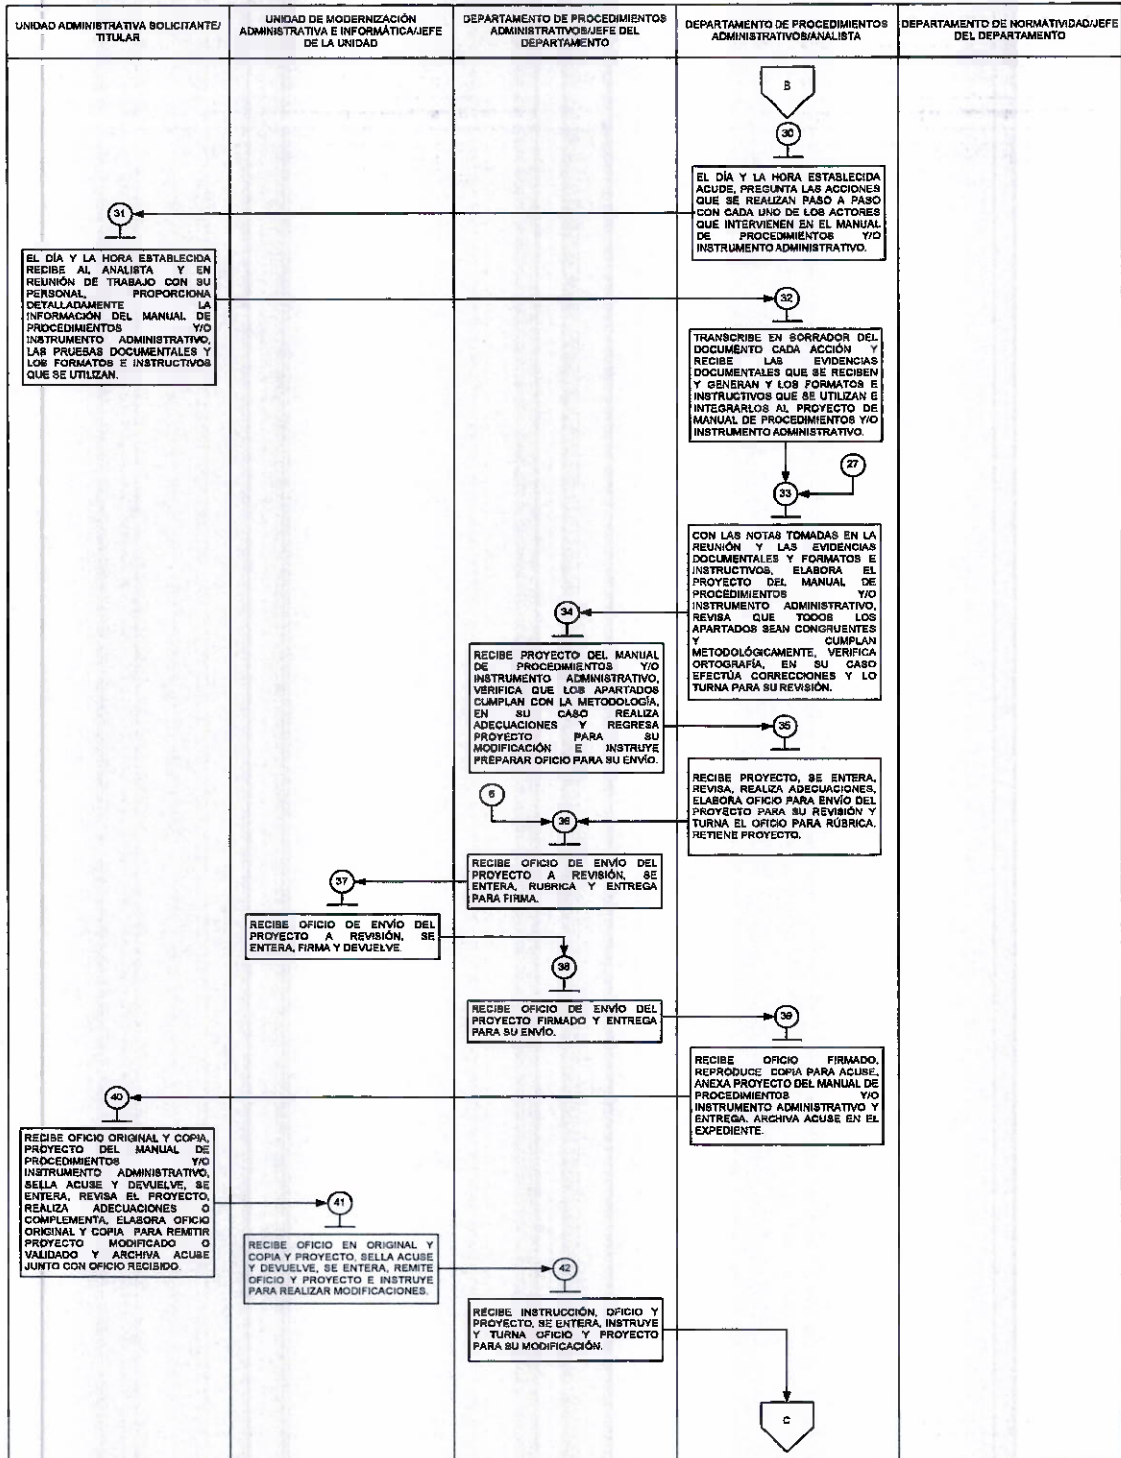 UNIDAD ADMINISTRATIVA SOLICITANTE/
TITULAR
UNIDAD DE MODERNIZACIÓN
ADMINISTRATIVA E INFORMÁTICA/JEFE
DE LA UNIDAD
DEPARTAMENTO DE PROCEDIMIENTOS
ADMINISTRATIVOS/JEFE DEL
DEPARTAMENTO
DEPARTAMENTO DE PROCEDIMIENTOS
ADMINISTRATIVOS/ANALISTA
DEPARTAMENTO DE NORMATIVIDAD/JEFE
DEL DEPARTAMENTO
B
30
EL DÍA Y LA HORA ESTABLECIDA
ACUDE, PREGUNTA LAS ACCIONES
QUE SE REALIZAN PASO A PASO
CON CADA UNO DE LOS ACTORES
QUE INTERVIENEN EN EL MANUAL
DE PROCEDIMIENTOS Y/O
INSTRUMENTO ADMINISTRATIVO.
31
EL DÍA Y LA HORA ESTABLECIDA
RECIBE AL ANALISTA Y EN
REUNIÓN DE TRABAJO CON SU
PERSONAL, PROPORCIONA
DETALLADAMENTE LA
INFORMACIÓN DEL MANUAL DE
PROCEDIMIENTOS Y/O
INSTRUMENTO ADMINISTRATIVO,
LAS PRUEBAS DOCUMENTALES Y
LOS FORMATOS E INSTRUCTIVOS
QUE SE UTILIZAN.
32
TRANSCRIBE EN BORRADOR DEL
DOCUMENTO CADA ACCIÓN Y
RECIBE LAS EVIDENCIAS
DOCUMENTALES QUE SE RECIBEN
Y GENERAN Y LOS FORMATOS E
INSTRUCTIVOS QUE SE UTILIZAN E
INTEGRARLOS AL PROYECTO DE
MANUAL DE PROCEDIMIENTOS Y/O
INSTRUMENTO ADMINISTRATIVO.
27
33
CON LAS NOTAS TOMADAS EN LA
REUNIÓN Y LAS EVIDENCIAS
DOCUMENTALES Y FORMATOS E
INSTRUCTIVOS, ELABORA EL
PROYECTO DEL MANUAL DE
PROCEDIMIENTOS Y/O
INSTRUMENTO ADMINISTRATIVO,
REVISA QUE TODOS LOS
APARTADOS SEAN CONGRUENTES
Y CUMPLAN
METODOLÓGICAMENTE, VERIFICA
ORTOGRAFÍA, EN SU CASO
EFECTÚA CORRECCIONES Y LO
TURNA PARA SU REVISIÓN.
34
RECIBE PROYECTO DEL MANUAL
DE PROCEDIMIENTOS Y/O
INSTRUMENTO ADMINISTRATIVO,
VERIFICA QUE LOS APARTADOS
CUMPLAN CON LA METODOLOGÍA,
EN SU CASO REALIZA
ADECUACIONES Y REGRESA
PROYECTO PARA SU
MODIFICACIÓN E INSTRUYE
PREPARAR OFICIO PARA SU ENVÍO.
35
RECIBE PROYECTO, SE ENTERA,
REVISA, REALIZA ADECUACIONES,
ELABORA OFICIO PARA ENVÍO DEL
PROYECTO PARA SU REVISIÓN Y
TURNA EL OFICIO PARA RÚBRICA.
RETIENE PROYECTO.
6
36
RECIBE OFICIO DE ENVÍO DEL
PROYECTO A REVISIÓN, SE
ENTERA, RUBRICA Y ENTREGA
PARA FIRMA.
37
RECIBE OFICIO DE ENVÍO DEL
PROYECTO A REVISIÓN, SE
ENTERA, FIRMA Y DEVUELVE.
38
RECIBE OFICIO DE ENVÍO DEL
PROYECTO FIRMADO Y ENTREGA
PARA SU ENVÍO.
39
RECIBE OFICIO FIRMADO,
REPRODUCE COPIA PARA ACUSE,
ANEXA PROYECTO DEL MANUAL DE
PROCEDIMIENTOS Y/O
INSTRUMENTO ADMINISTRATIVO Y
ENTREGA. ARCHIVA ACUSE EN EL
EXPEDIENTE.
40
RECIBE OFICIO ORIGINAL Y COPIA,
PROYECTO DEL MANUAL DE
PROCEDIMIENTOS Y/O
INSTRUMENTO ADMINISTRATIVO,
SELLA ACUSE Y DEVUELVE, SE
ENTERA, REVISA EL PROYECTO,
REALIZA ADECUACIONES O
COMPLEMENTA, ELABORA OFICIO
ORIGINAL Y COPIA PARA REMITIR
PROYECTO MODIFICADO O
VALIDADO Y ARCHIVA ACUSE
JUNTO CON OFICIO RECIBIDO.
41
RECIBE OFICIO EN ORIGINAL Y
COPIA Y PROYECTO, SELLA ACUSE
Y DEVUELVE, SE ENTERA, REMITE
OFICIO Y PROYECTO E INSTRUYE
PARA REALIZAR MODIFICACIONES.
42
RECIBE INSTRUCCIÓN, OFICIO Y
PROYECTO, SE ENTERA, INSTRUYE
Y TURNA OFICIO Y PROYECTO
PARA SU MODIFICACIÓN.
C